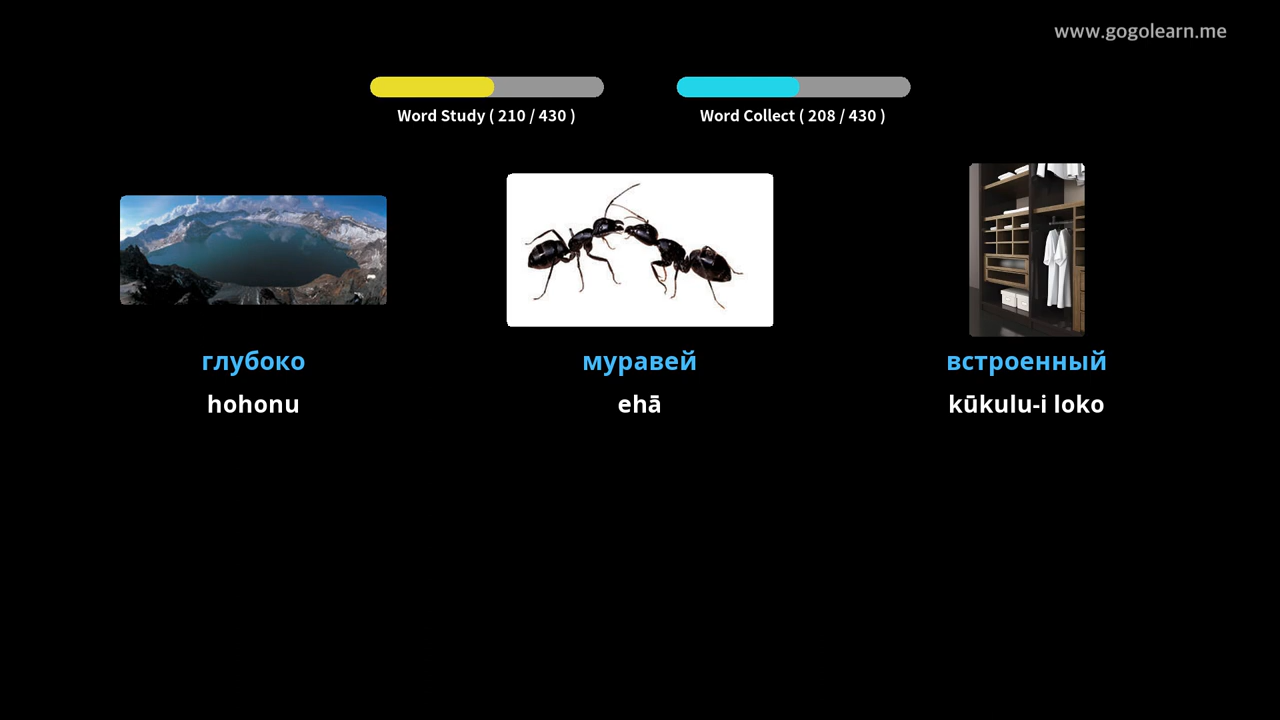 www.gogolearn.me
Word Study ( 210 / 430 )
Word Collect ( 208 / 430 )
глубоко
муравей
встроенный
hohonu
ehā
kūkulu-i loko